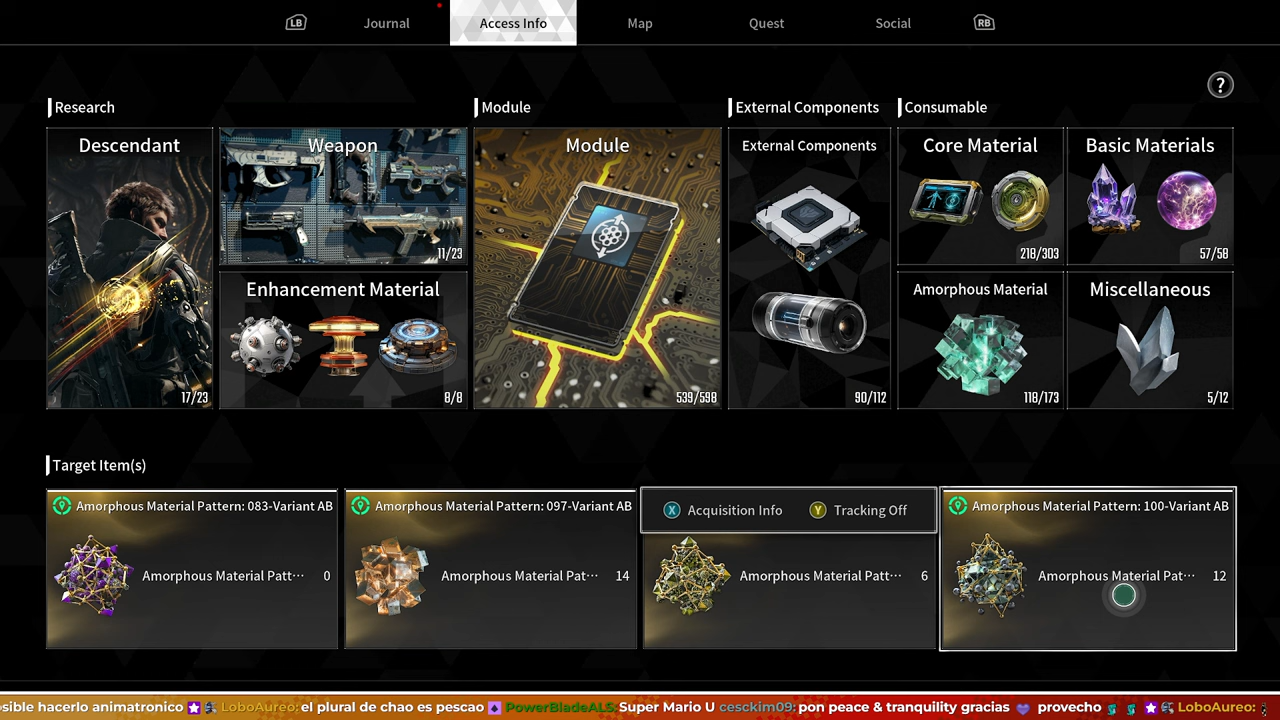 LB Journal Access Info Map Quest Social RB
?
Research
Module
External Components
Consumable
Descendant
17/23
Weapon
11/23
Enhancement Material
8/8
Module
539/598
External Components
90/112
Core Material
218/303
Basic Materials
57/58
Amorphous Material
118/173
Miscellaneous
5/12
Target Item(s)
Amorphous Material Pattern: 083-Variant AB
Amorphous Material Patt··· 0
Amorphous Material Pattern: 097-Variant AB
Amorphous Material Pat··· 14
X Acquisition Info Y Tracking Off
Amorphous Material Patt··· 6
Amorphous Material Pattern: 100-Variant AB
Amorphous Material Pat··· 12
sible hacerlo animatronico LoboAureo: el plural de chao es pescao PowerBladeALS: Super Mario U cesckim09: pon peace & tranquility gracias provecho LoboAureo: